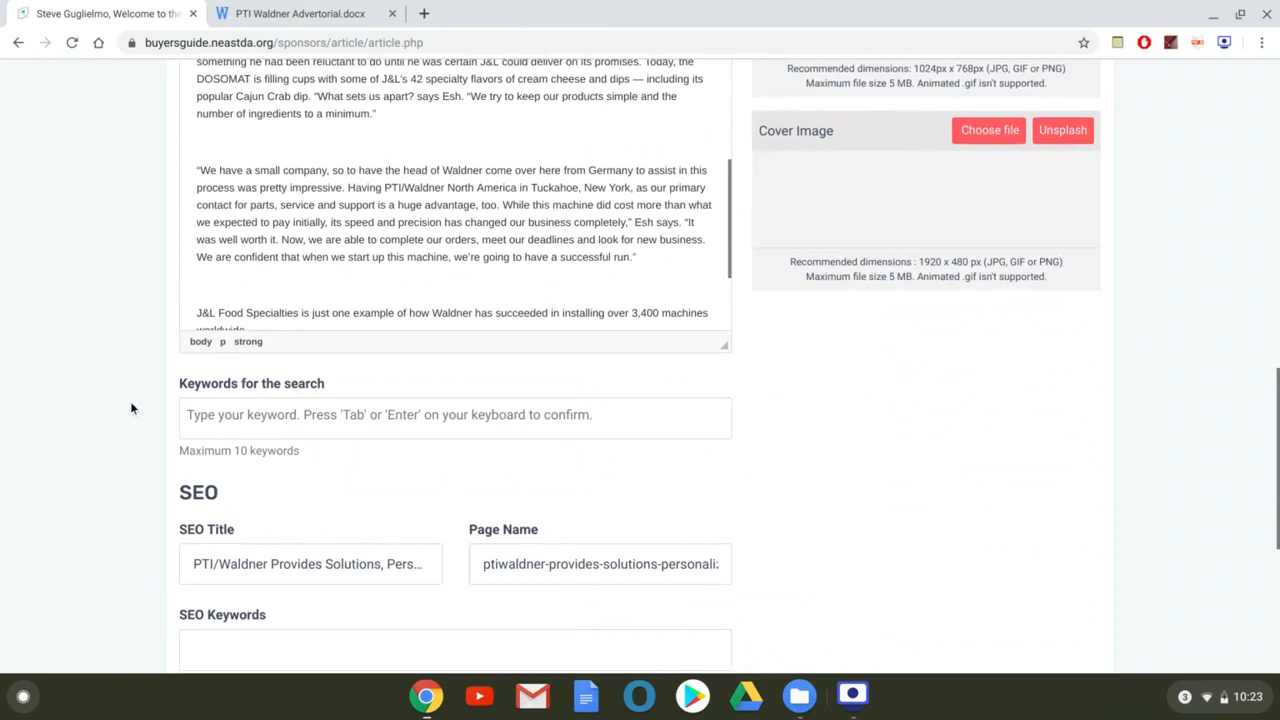 Steve Guglielmo, Welcome to the
PTI Waldner Advertorial.docx
buyersguide.neastda.org/sponsors/article/article.php
something he had been reluctant to do until he was certain J&L could deliver on its promises. Today, the
DOSOMAT is filling cups with some of J&L's 42 specialty flavors of cream cheese and dips — including its
popular Cajun Crab dip. “What sets us apart? says Esh. “We try to keep our products simple and the
number of ingredients to a minimum.”
“We have a small company, so to have the head of Waldner come over here from Germany to assist in this
process was pretty impressive. Having PTI/Waldner North America in Tuckahoe, New York, as our primary
contact for parts, service and support is a huge advantage, too. While this machine did cost more than what
we expected to pay initially, its speed and precision has changed our business completely,” Esh says. “It
was well worth it. Now, we are able to complete our orders, meet our deadlines and look for new business.
We are confident that when we start up this machine, we’re going to have a successful run.”
J&L Food Specialties is just one example of how Waldner has succeeded in installing over 3,400 machines
worldwide
body p strong
Recommended dimensions: 1024px x 768px (JPG, GIF or PNG)
Maximum file size 5 MB. Animated .gif isn't supported.
Cover Image
Choose file
Unsplash
Recommended dimensions : 1920 x 480 px (JPG, GIF or PNG)
Maximum file size 5 MB. Animated .gif isn't supported.
Keywords for the search
Type your keyword. Press 'Tab' or 'Enter' on your keyboard to confirm.
Maximum 10 keywords
SEO
SEO Title
Page Name
PTI/Waldner Provides Solutions, Pers...
ptiwaldner-provides-solutions-personali
SEO Keywords
3
10:23